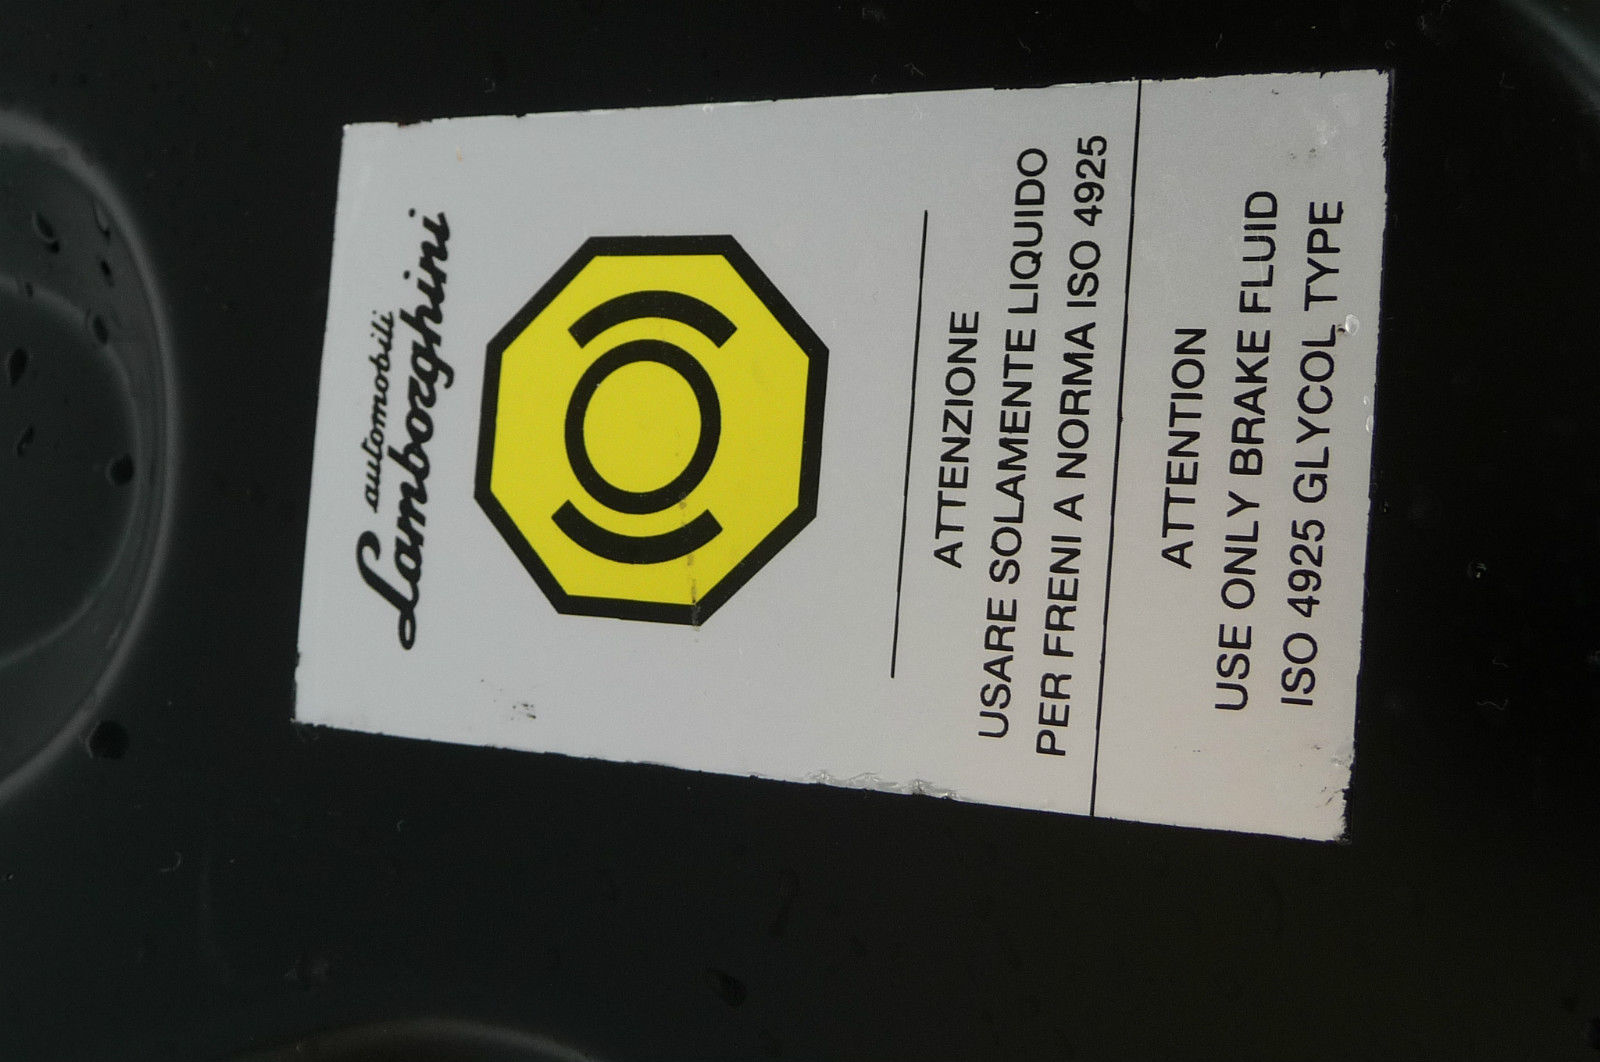 automobili
Lamborghini
ATTENZIONE
USARE SOLAMENTE LIQUIDO
PER FRENI A NORMA ISO 4925
ATTENTION
USE ONLY BRAKE FLUID
ISO 4925 GLYCOL TYPE